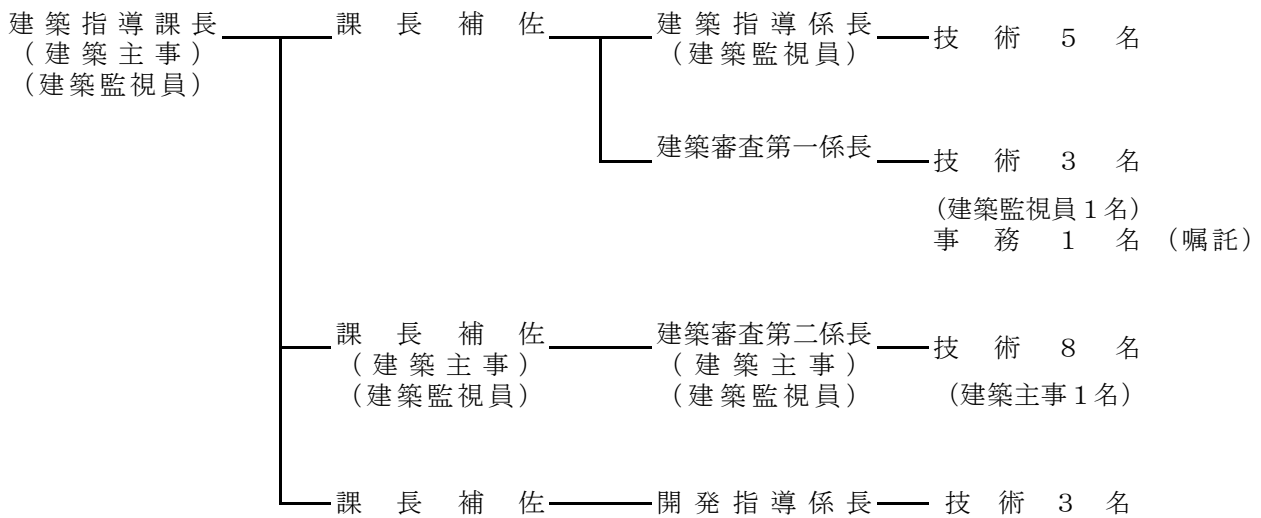 建築指導課長 課長補佐 建築指導係長 技術５名
（建築主事） （建築監視員）
（建築監視員）
建築審査第一係長 技術３名
（建築監視員１名）
事務１名（嘱託）
課長補佐 建築審査第二係長 技術８名
（建築主事） （建築主事）
（建築監視員） （建築監視員） （建築主事１名）
課長補佐 開発指導係長 技術３名